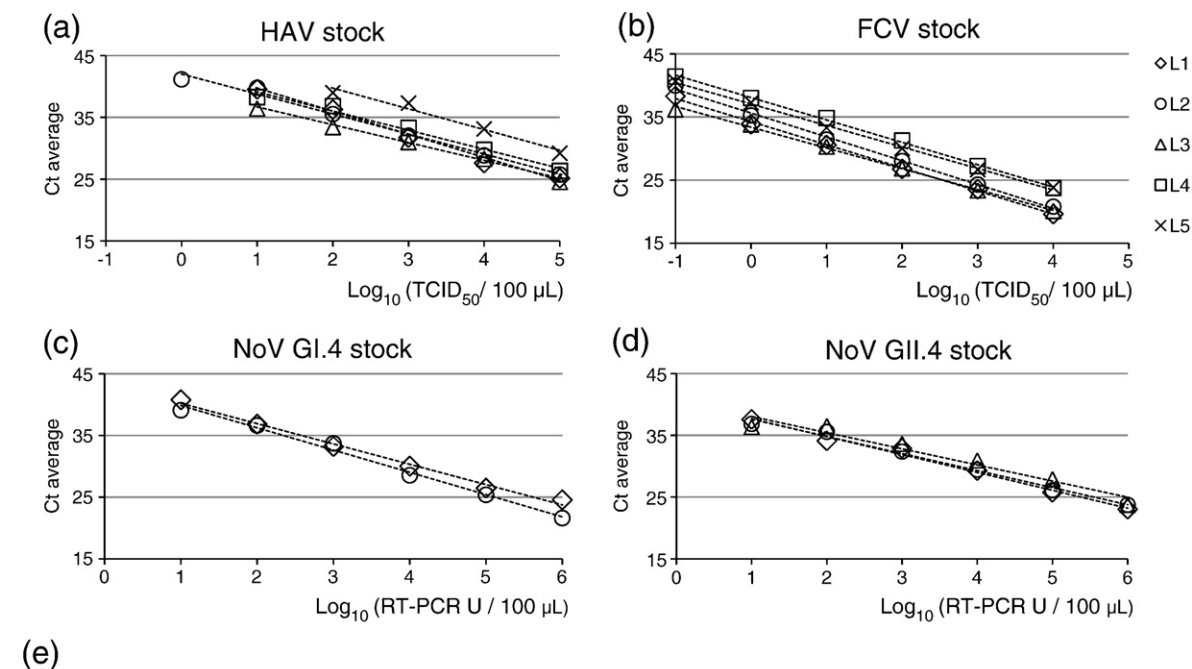 (a) HAV stock
45
35
25
15
-1 0 1 2 3 4 5
Ct average
Log10 (TCID50/ 100 µL)
(b) FCV stock
45
35
25
15
-1 0 1 2 3 4 5
Ct average
Log10 (TCID50/ 100 µL)
L1
L2
L3
L4
L5
(c) NoV GI.4 stock
45
35
25
15
0 1 2 3 4 5 6
Ct average
Log10 (RT-PCR U / 100 µL)
(d) NoV GII.4 stock
45
35
25
15
0 1 2 3 4 5 6
Ct average
Log10 (RT-PCR U / 100 µL)
(e)